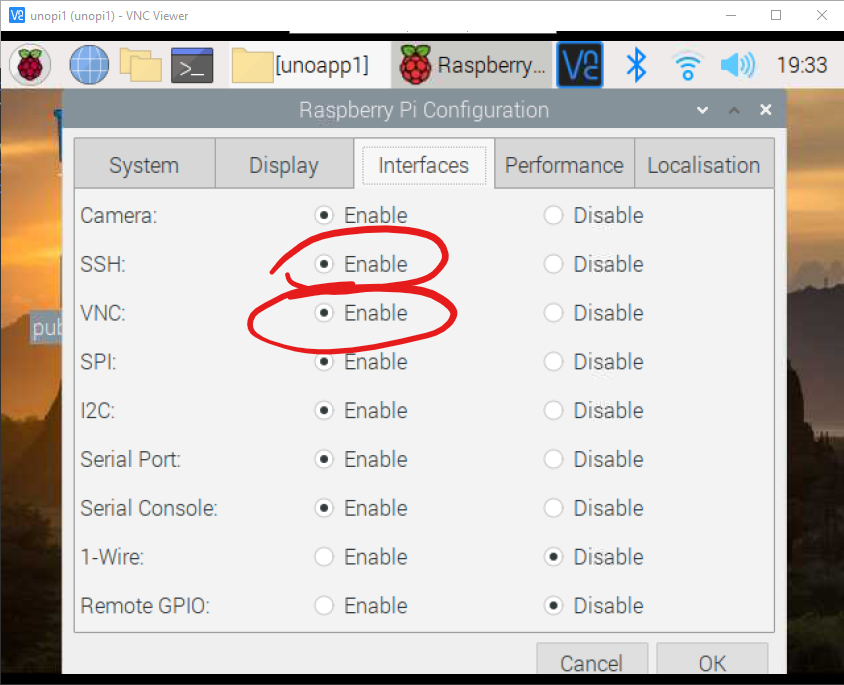 unopi1 (unopi1) - VNC Viewer
[unoapp1] Raspberry... 19:33
Raspberry Pi Configuration
System Display Interfaces Performance Localisation
Camera: Enable Disable
SSH: Enable Disable
VNC: Enable Disable
pub
SPI: Enable Disable
I2C: Enable Disable
Serial Port: Enable Disable
Serial Console: Enable Disable
1-Wire: Enable Disable
Remote GPIO: Enable Disable
Cancel OK